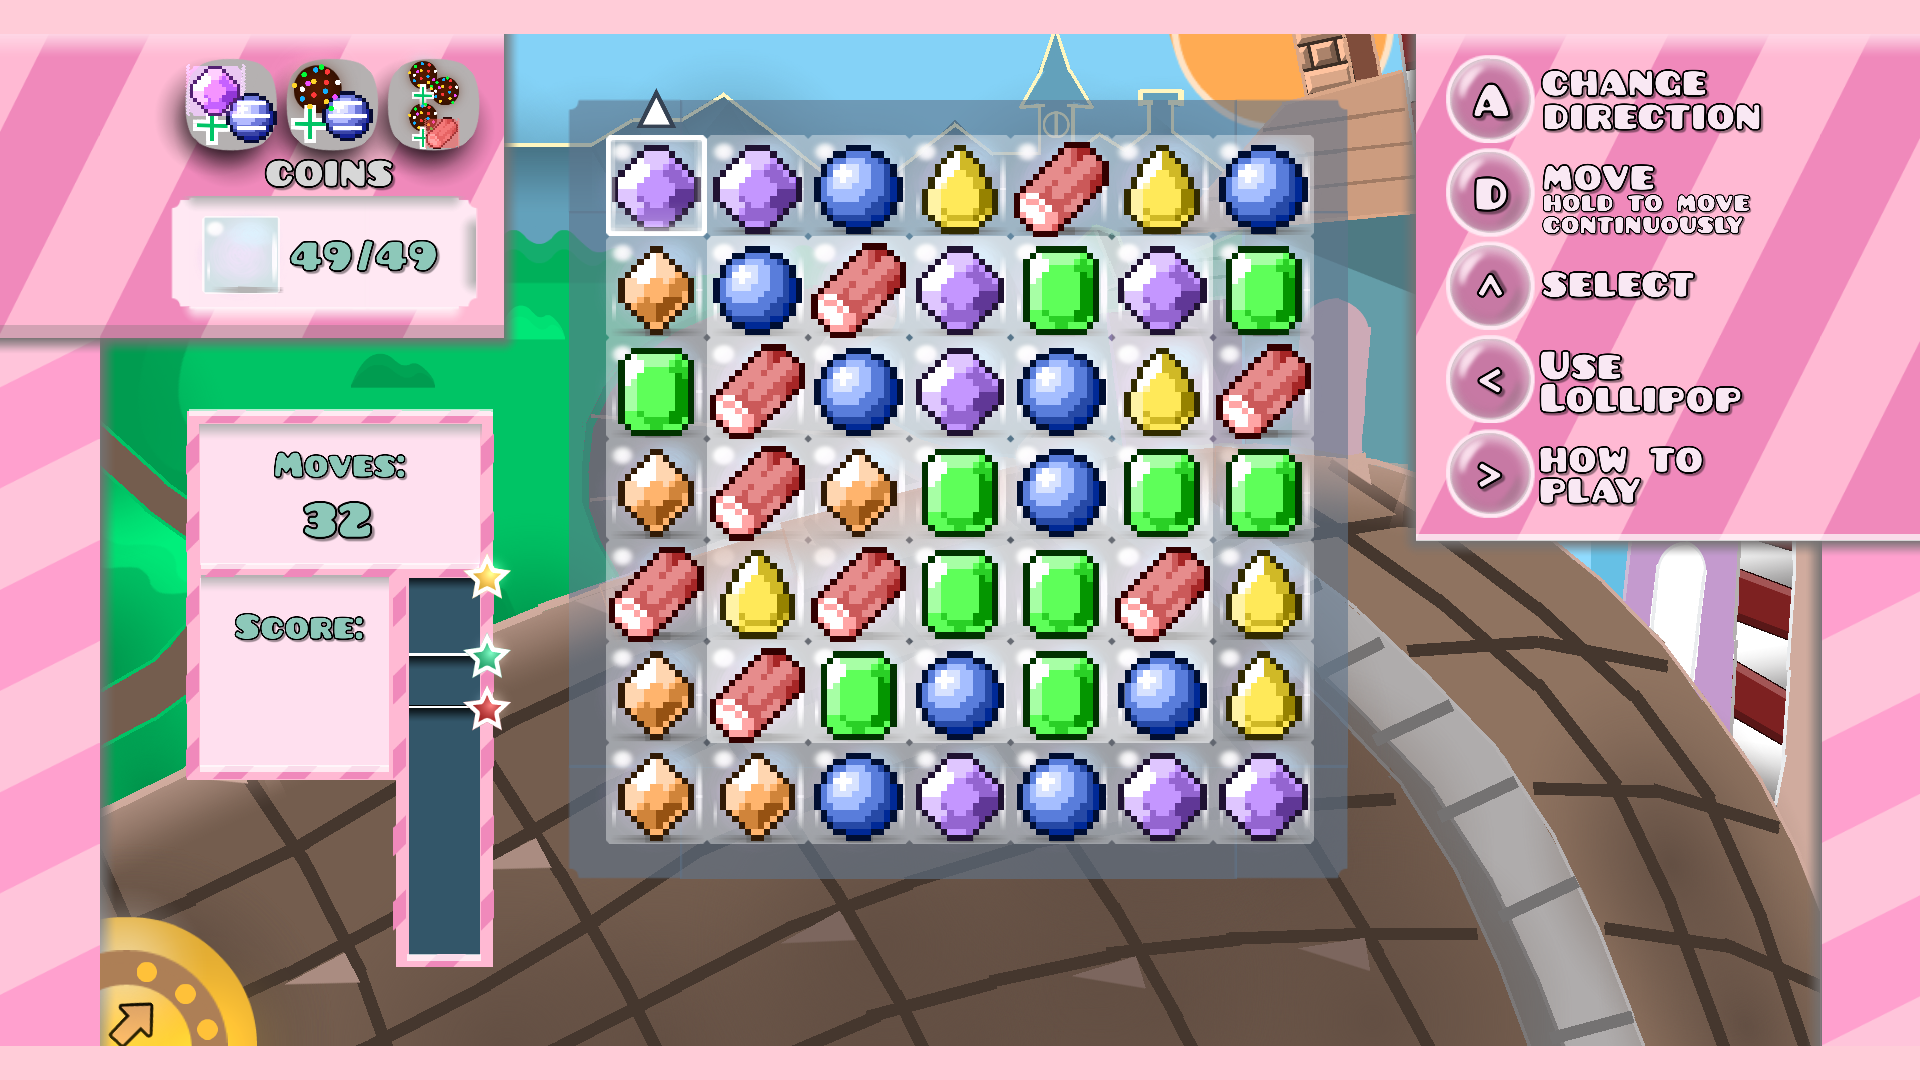 COINS
49/49
MOVES:
32
SCORE:
A
CHANGE
DIRECTION
D
MOVE
HOLD TO MOVE
CONTINUOUSLY
^
SELECT
<
USE
LOLLIPOP
>
HOW TO
PLAY